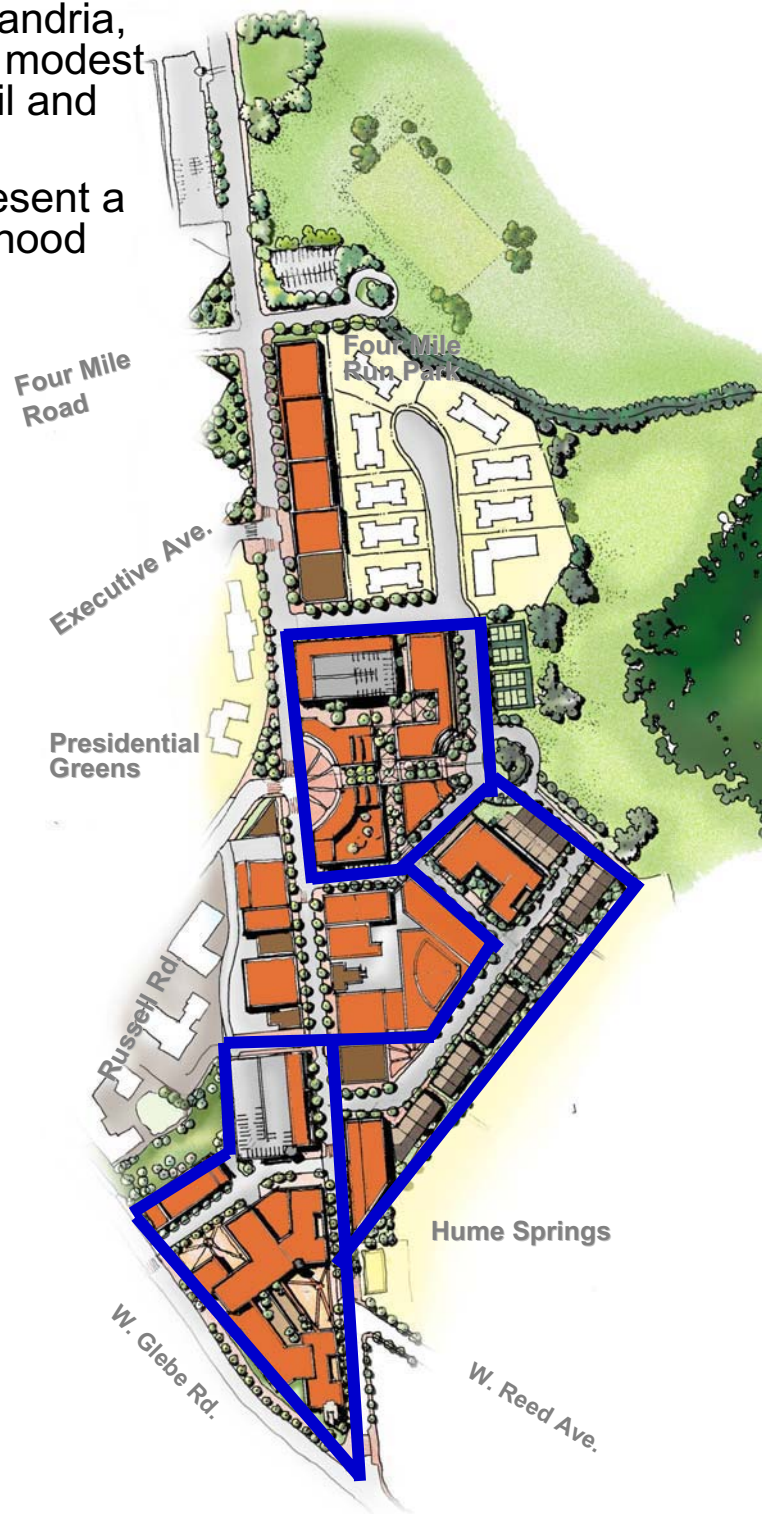 andria,
modest
il and
esent a
hood
Four Mile
Run Park
Four Mile
Road
Executive Ave.
Presidential
Greens
Russell Rd.
Hume Springs
W. Glebe Rd.
W. Reed Ave.